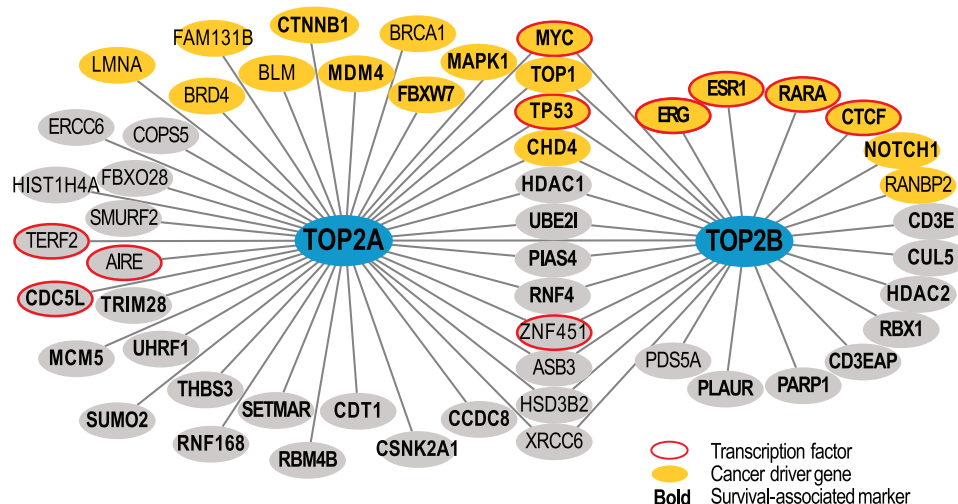 CTNNB1
FAM131B
BRCA1
MYC
LMNA
BLM
MDM4
MAPK1
TOP1
BRD4
FBXW7
ESR1
RARA
TP53
ERG
CTCF
ERCC6
COPS5
CHD4
NOTCH1
HIST1H4A
FBXO28
HDAC1
RANBP2
SMURF2
UBE2I
CD3E
TERF2
TOP2A
TOP2B
AIRE
PIAS4
CUL5
CDC5L
TRIM28
RNF4
HDAC2
ZNF451
RBX1
MCM5
UHRF1
ASB3
PDS5A
CD3EAP
THBS3
PLAUR
PARP1
SUMO2
SETMAR
CDT1
CCDC8
HSD3B2
RNF168
RBM4B
CSNK2A1
XRCC6
Transcription factor
Cancer driver gene
Bold Survival-associated marker